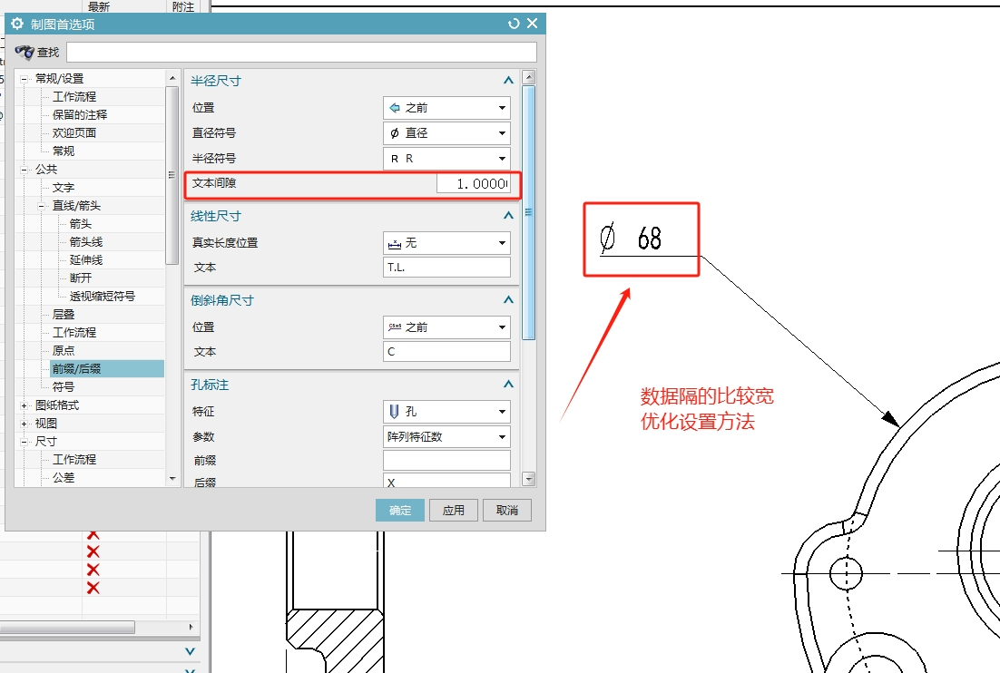 最新
附注
制图首选项
查找
常规/设置
工作流程
保留的注释
欢迎页面
常规
公共
文字
直线/箭头
箭头
箭头线
延伸线
断开
透视缩短符号
层叠
工作流程
原点
前缀/后缀
符号
图纸格式
视图
尺寸
工作流程
公差
半径尺寸
位置 之前
直径符号 Ø 直径
半径符号 R R
文本间隙 1.0000
线性尺寸
真实长度位置 无
文本 T.L.
倒斜角尺寸
位置 C5x5 之前
文本 C
孔标注
特征 孔
参数 阵列特征数
前缀
后缀 X
确定 应用 取消
Ø 68
数据隔的比较宽
优化设置方法